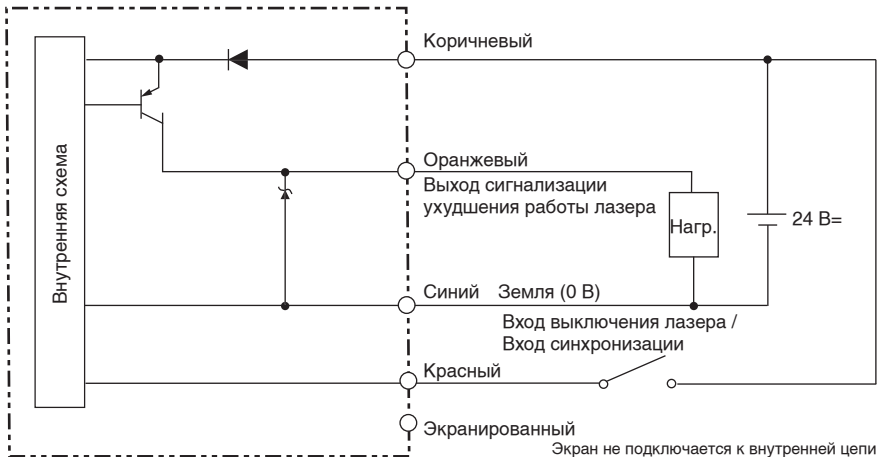 Коричневый
Оранжевый
Выход сигнализации
ухудшения работы лазера
Внутренняя схема
Нагр.
24 В=
Синий Земля (0 В)
Вход выключения лазера /
Вход синхронизации
Красный
Экранированный
Экран не подключается к внутренней цепи